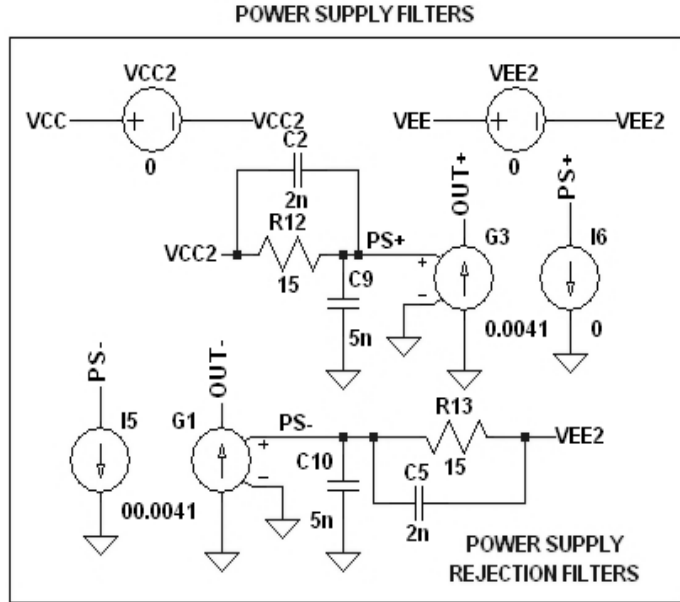 POWER SUPPLY FILTERS
VCC2
VEE2
VCC
+
VCC2
VEE
+
VEE2
0
0
C2
2n
OUT+
PS+
R12
PS+
G3
I6
VCC2
15
C9
+
−
5n
0.0041
0
PS-
OUT-
I5
G1
PS-
R13
+
−
VEE2
C10
15
C5
00.0041
5n
2n
POWER SUPPLY
REJECTION FILTERS